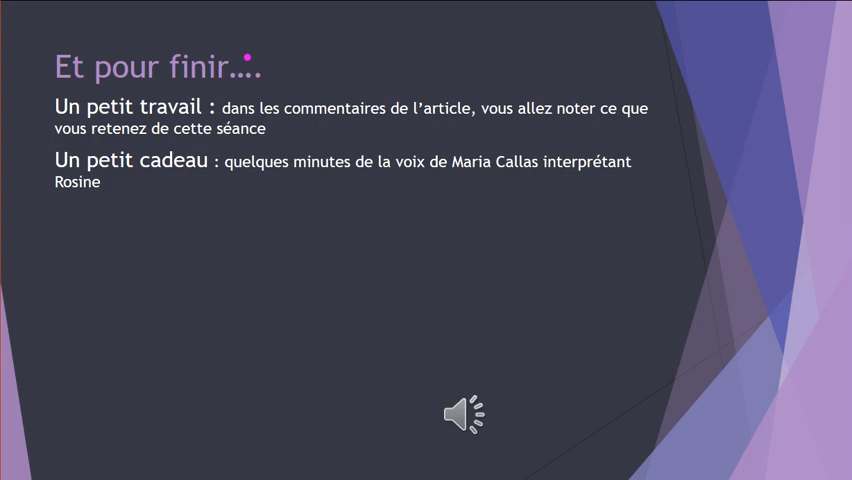 Et pour finir….
Un petit travail : dans les commentaires de l’article, vous allez noter ce que
vous retenez de cette séance
Un petit cadeau : quelques minutes de la voix de Maria Callas interprétant
Rosine